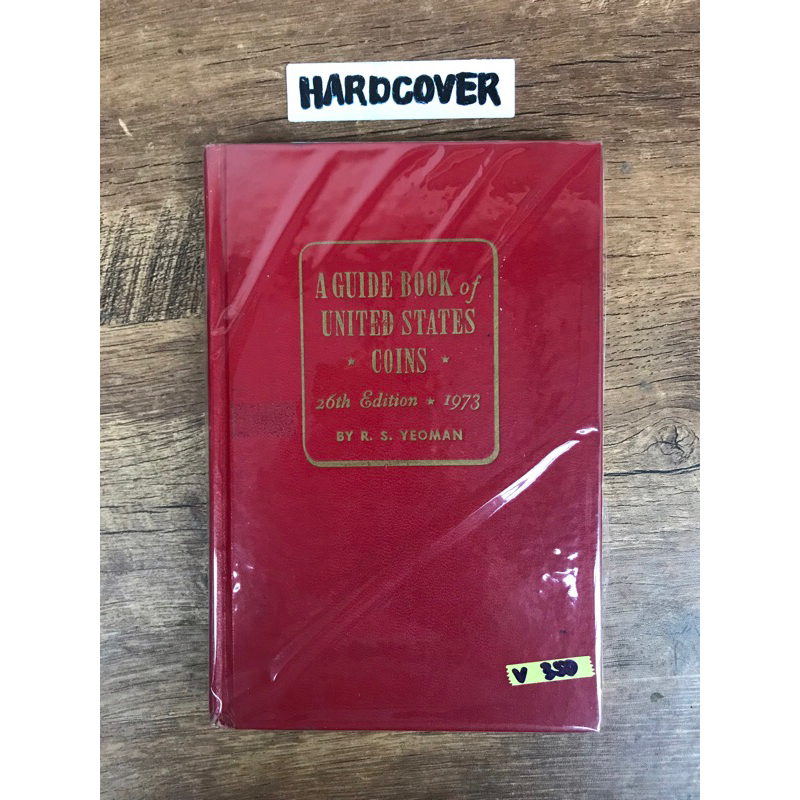 HARDCOVER
A GUIDE BOOK of
UNITED STATES
★ COINS ★
26th Edition ★ 1973
BY R. S. YEOMAN
V 350